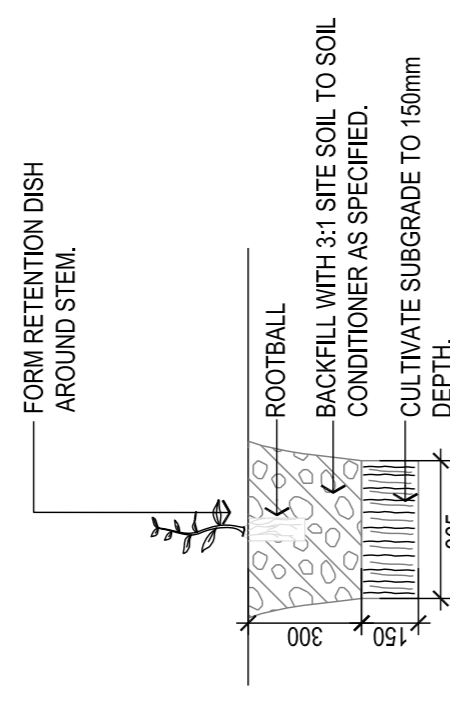 FORM RETENTION DISH
AROUND STEM.
ROOTBALL
BACKFILL WITH 3:1 SITE SOIL TO SOIL
CONDITIONER AS SPECIFIED.
CULTIVATE SUBGRADE TO 150mm
DEPTH.
300
150